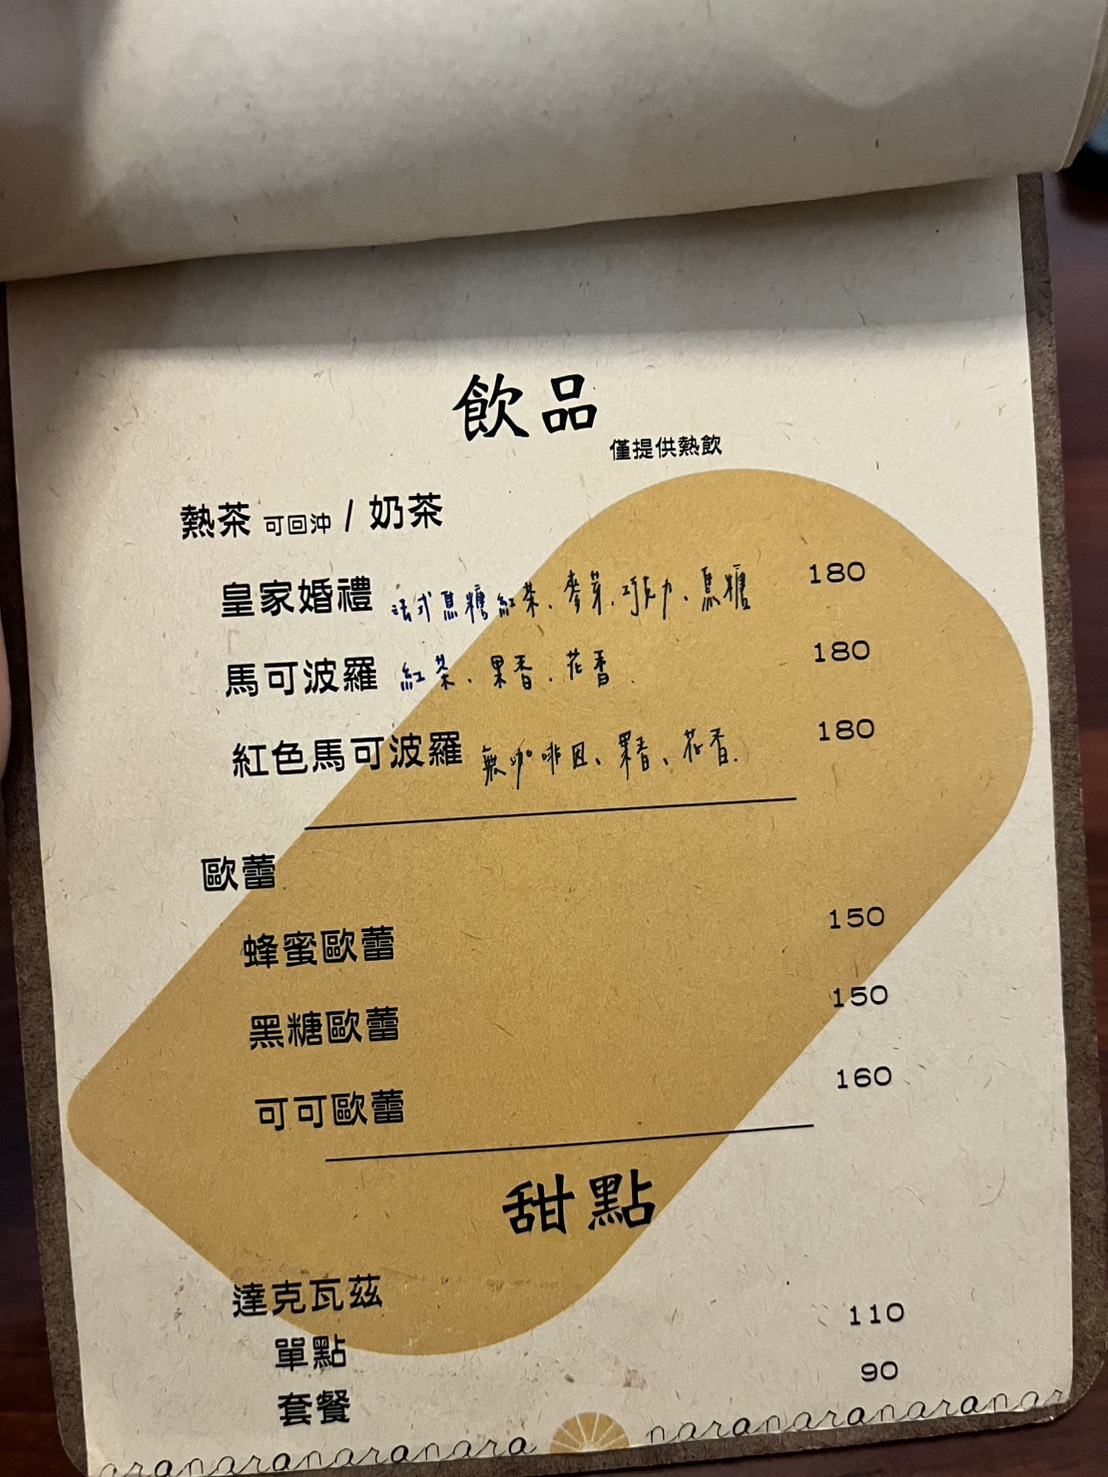 飲品
僅提供熱飲
熱茶 可回沖 / 奶茶
皇家婚禮 法式焦糖紅茶、麥芽、巧克力、焦糖 180
馬可波羅 紅茶、果香、花香 180
紅色馬可波羅 無咖啡因、果香、花香 180
歐蕾
蜂蜜歐蕾 150
黑糖歐蕾 150
可可歐蕾 160
甜點
達克瓦茲
單點 110
套餐 90
aranaranara naranaranaranar